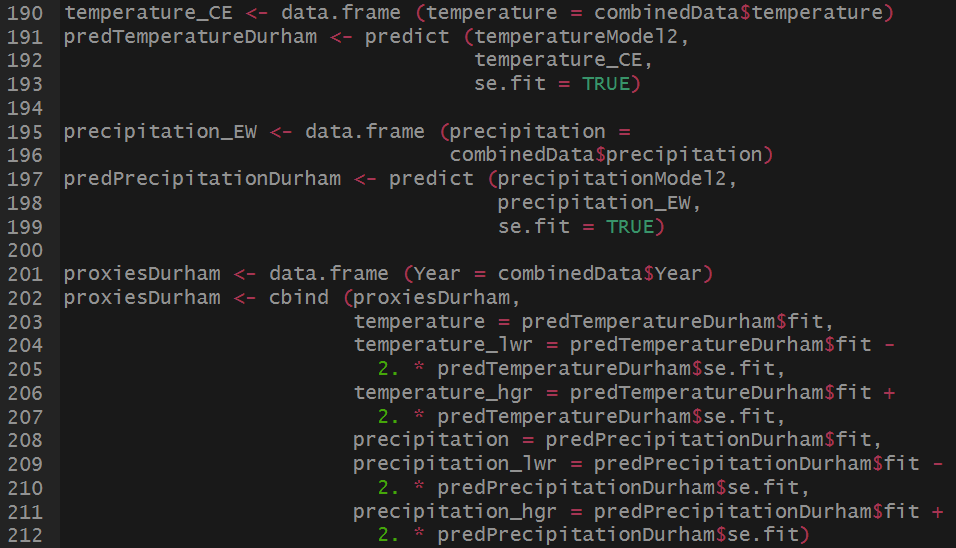 190 temperature_CE <- data.frame (temperature = combinedData$temperature)
191 predTemperatureDurham <- predict (temperatureModel2,
192                                   temperature_CE,
193                                   se.fit = TRUE)
194
195 precipitation_EW <- data.frame (precipitation =
196                                 combinedData$precipitation)
197 predPrecipitationDurham <- predict (precipitationModel2,
198                                     precipitation_EW,
199                                     se.fit = TRUE)
200
201 proxiesDurham <- data.frame (Year = combinedData$Year)
202 proxiesDurham <- cbind (proxiesDurham,
203                         temperature = predTemperatureDurham$fit,
204                         temperature_lwr = predTemperatureDurham$fit -
205                           2. * predTemperatureDurham$se.fit,
206                         temperature_hgr = predTemperatureDurham$fit +
207                           2. * predTemperatureDurham$se.fit,
208                         precipitation = predPrecipitationDurham$fit,
209                         precipitation_lwr = predPrecipitationDurham$fit -
210                           2. * predPrecipitationDurham$se.fit,
211                         precipitation_hgr = predPrecipitationDurham$fit +
212                           2. * predPrecipitationDurham$se.fit)